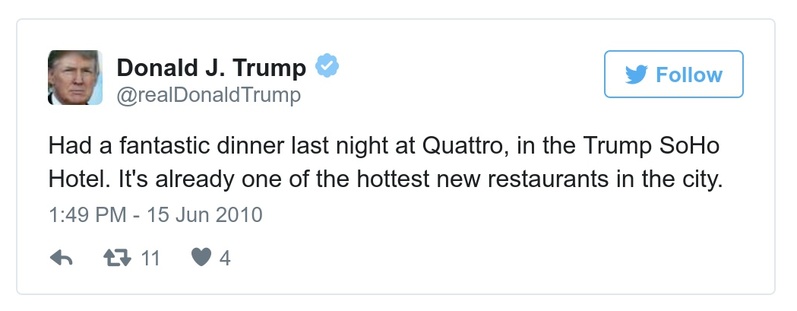 Donald J. Trump
@realDonaldTrump
Follow
Had a fantastic dinner last night at Quattro, in the Trump SoHo
Hotel. It's already one of the hottest new restaurants in the city.
1:49 PM - 15 Jun 2010
11 4